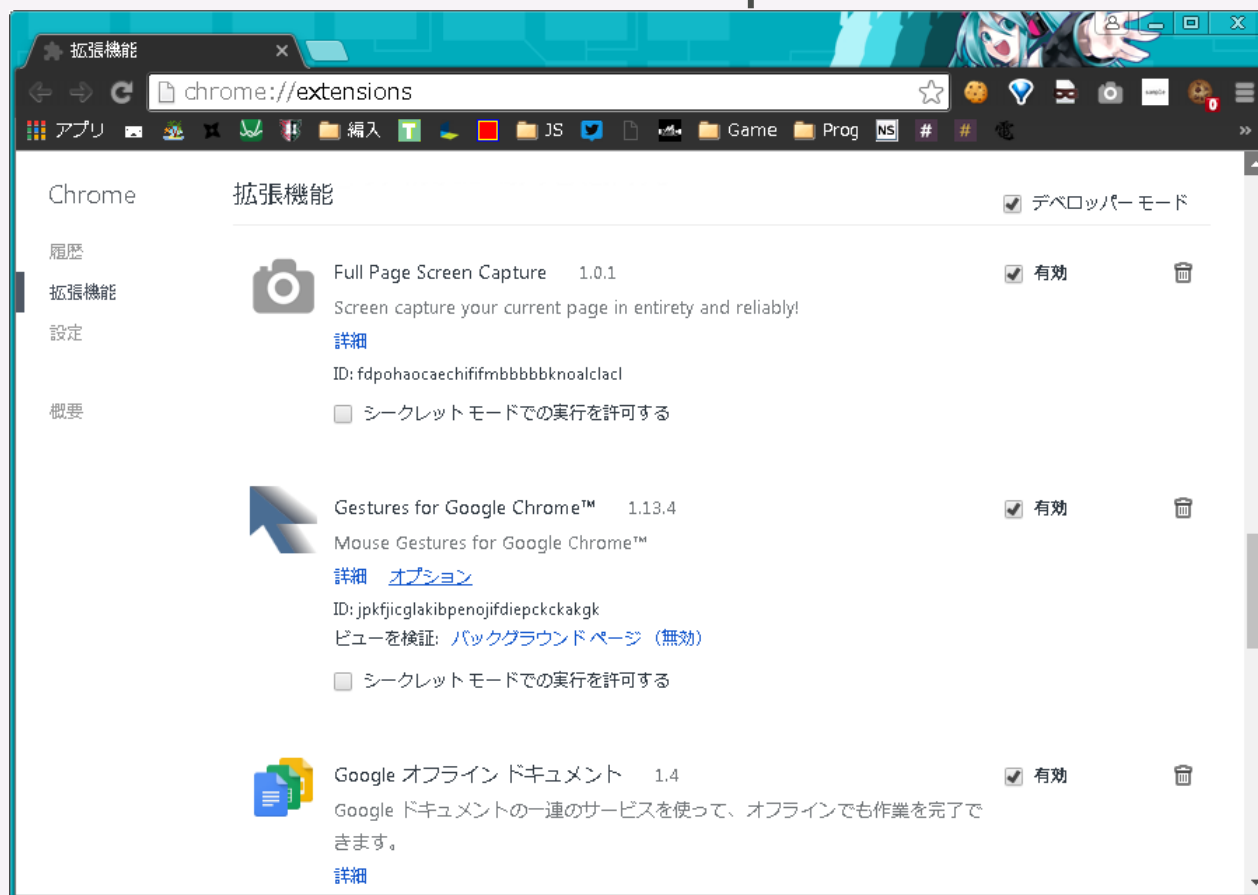 拡張機能
chrome://extensions
アプリ 編入 T JS Game Prog NS # # 電 »
0
Chrome
拡張機能
デベロッパー モード
履歴
拡張機能
設定
概要
Full Page Screen Capture 1.0.1
有効
Screen capture your current page in entirety and reliably!
詳細
ID: fdpohaocaechififmbbbbbknoalclacl
シークレット モードでの実行を許可する
Gestures for Google Chrome™ 1.13.4
有効
Mouse Gestures for Google Chrome™
詳細 オプション
ID: jpkfjicglakibpenojifdiepckckakgk
ビューを検証: バックグラウンド ページ (無効)
シークレット モードでの実行を許可する
Google オフライン ドキュメント 1.4
有効
Google ドキュメントの一連のサービスを使って、オフラインでも作業を完了で
きます。
詳細